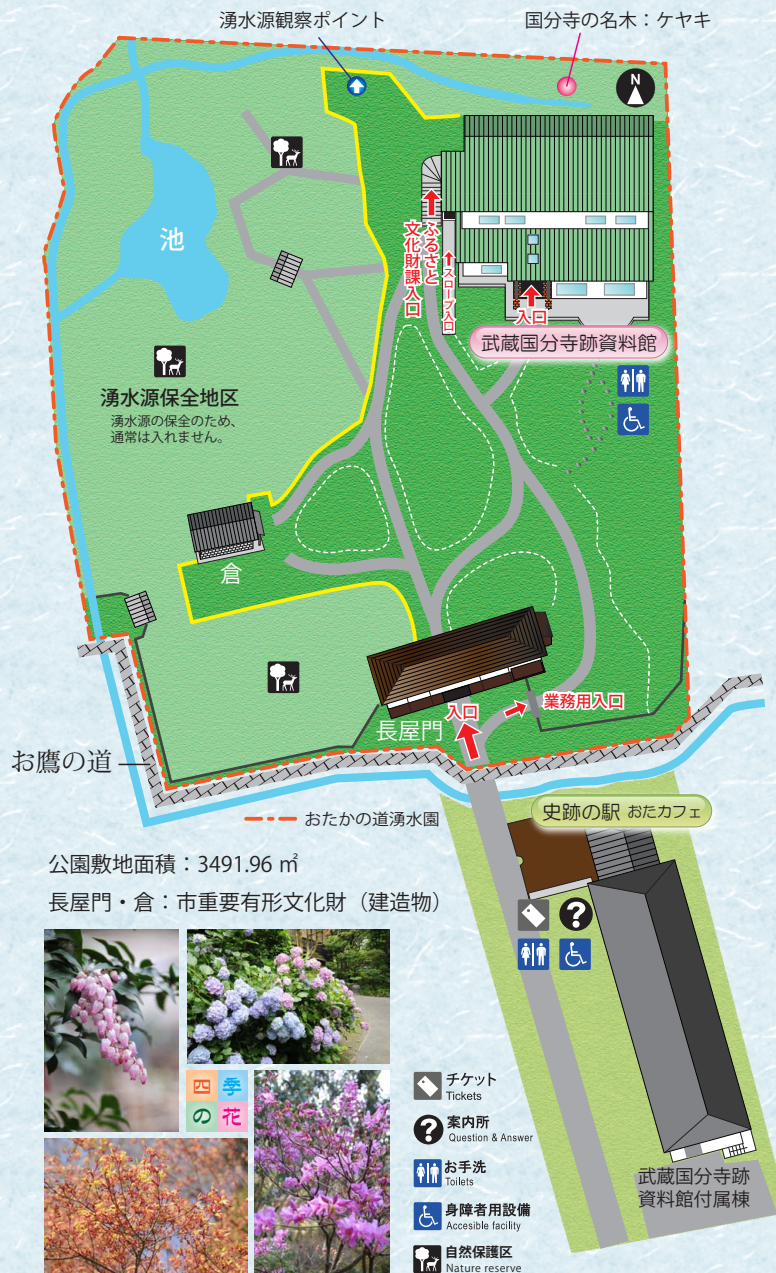 湧水源観察ポイント
国分寺の名木：ケヤキ
N
池
ふるさと
文化財課入口
スロープ入口
入口
武蔵国分寺跡資料館
湧水源保全地区
湧水源の保全のため、
通常は入れません。
倉
入口
業務用入口
長屋門
お鷹の道
おたかの道湧水園
史跡の駅 おたカフェ
公園敷地面積：3491.96 ㎡
長屋門・倉：市重要有形文化財（建造物）
?
四季
の花
チケット
Tickets
?
案内所
Question & Answer
お手洗
Toilets
身障者用設備
Accesible facility
自然保護区
Nature reserve
武蔵国分寺跡
資料館付属棟